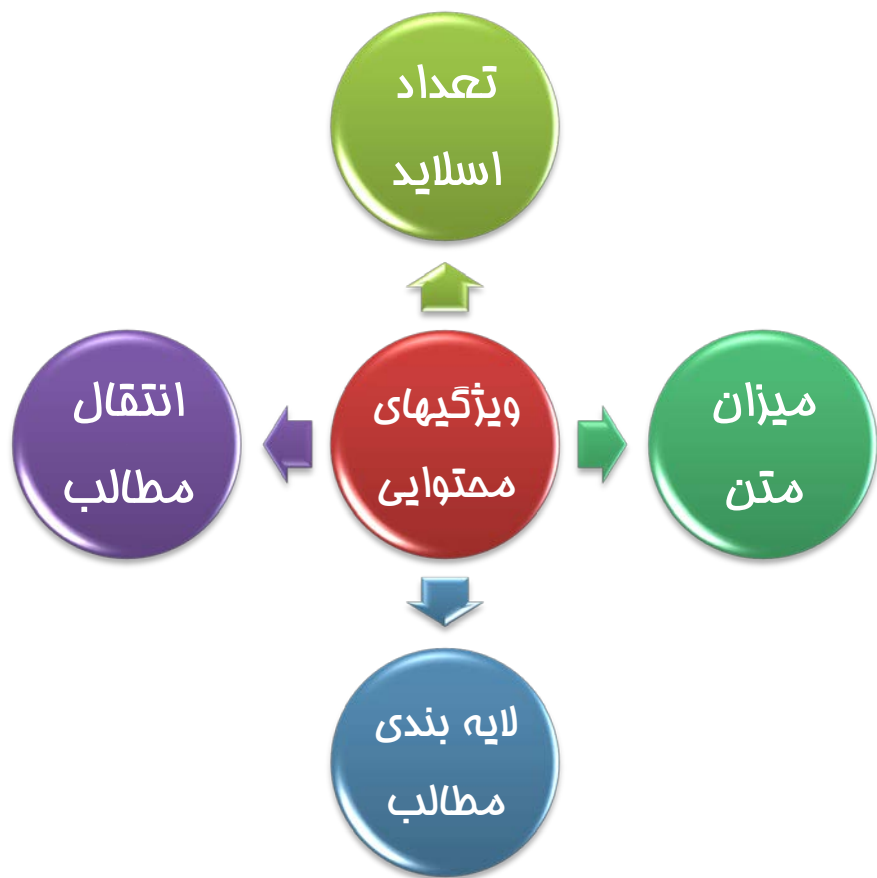 تعداد
اسلاید
میزان
متن
ویژگیهای
محتوایی
انتقال
مطالب
لایه بندی
مطالب